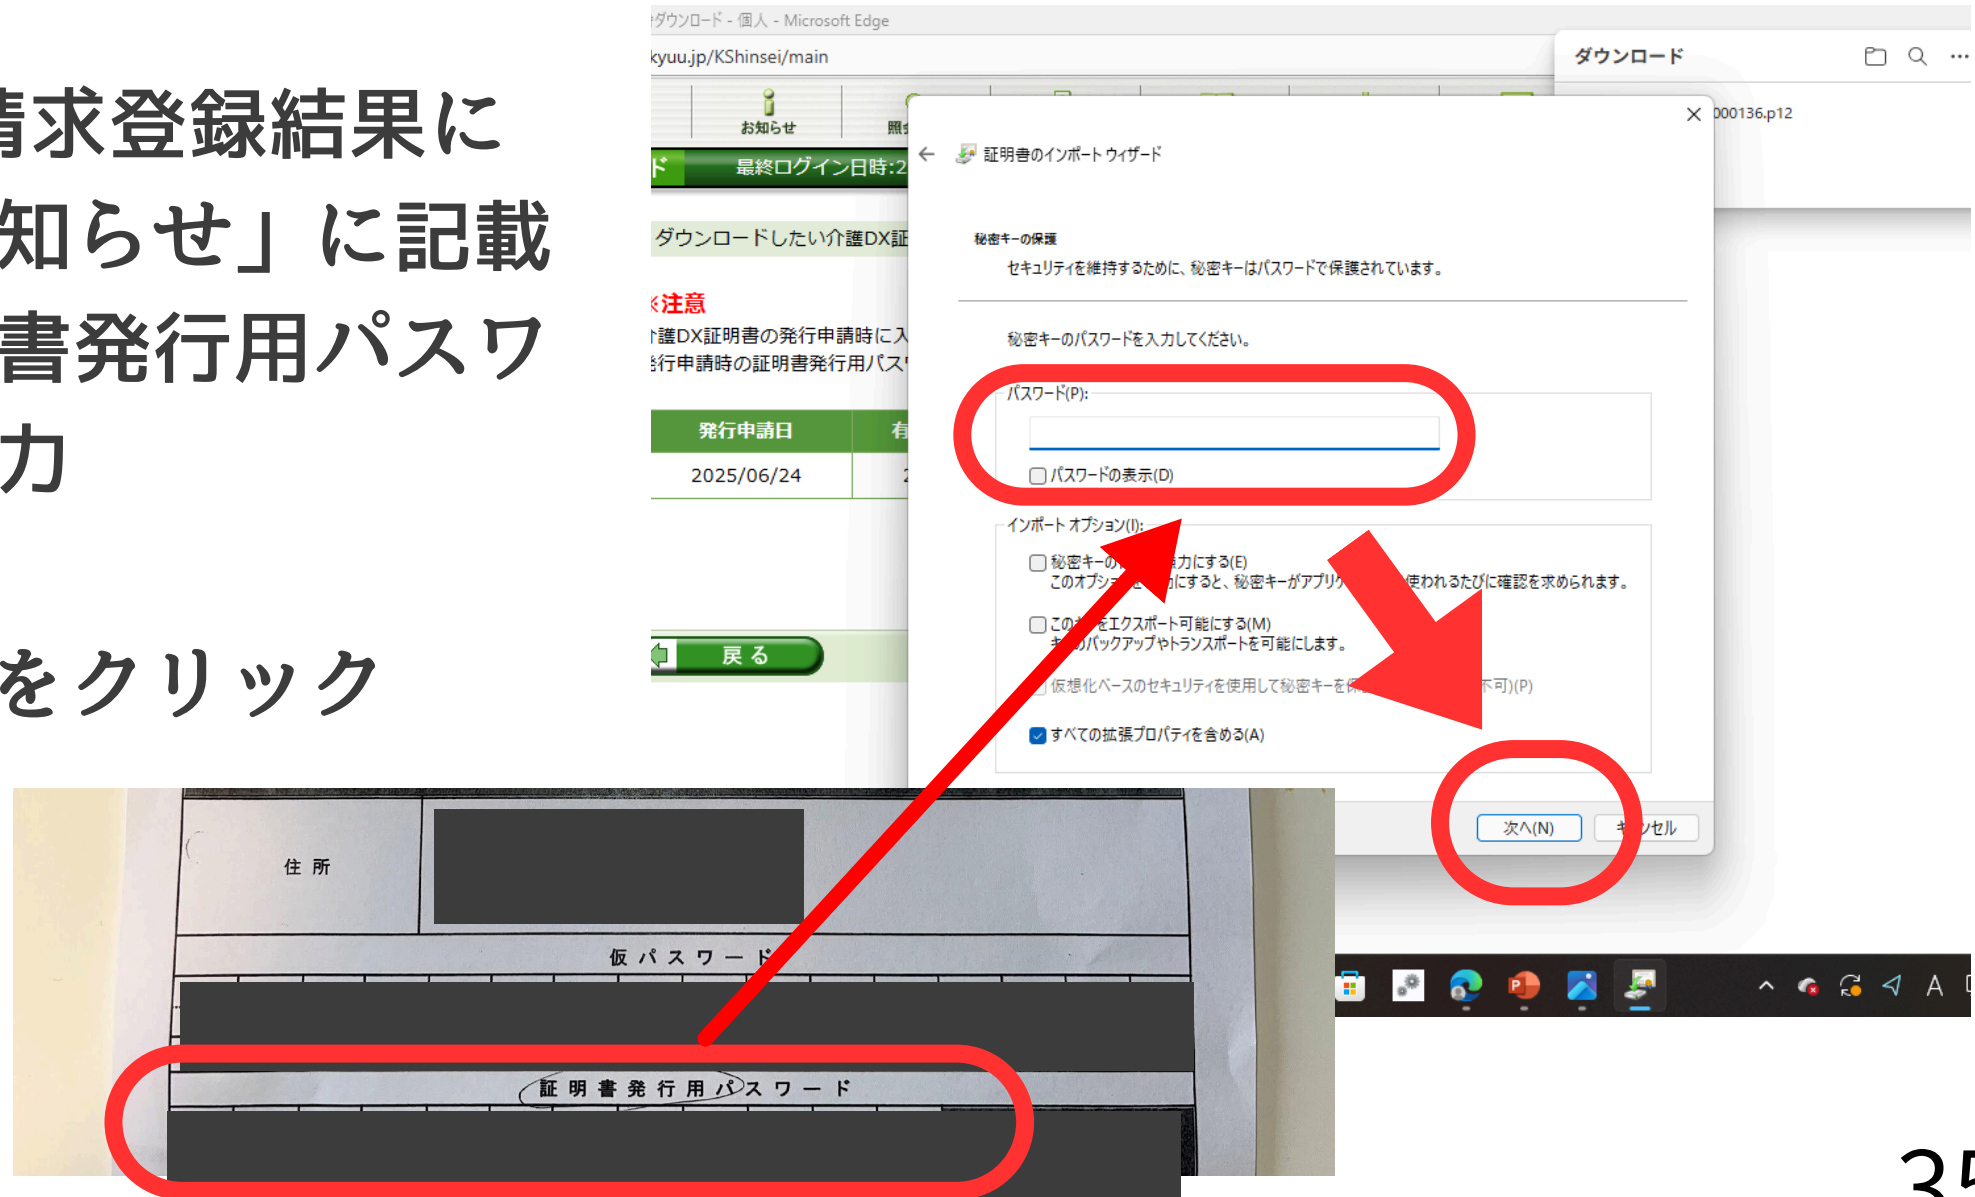 請求登録結果に
知らせ」に記載
書発行用パスワ
力
をクリック
ダウンロード - 個人 - Microsoft Edge
kyuu.jp/KShinsei/main
ダウンロード
000136.p12
お知らせ
最終ログイン日時:2
ダウンロードしたい介護DX証
※注意
介護DX証明書の発行申請時に入
発行申請時の証明書発行用パス
発行申請日
有
2025/06/24
戻る
証明書のインポート ウィザード
秘密キーの保護
セキュリティを維持するために、秘密キーはパスワードで保護されています。
秘密キーのパスワードを入力してください。
パスワード(P):
パスワードの表示(D)
インポート オプション(I):
秘密キーの 力にする(E)
このオプシ にすると、秘密キーがアプリケ 使われるたびに確認を求められます。
この をエクスポート可能にする(M)
のバックアップやトランスポートを可能にします。
仮想化ベースのセキュリティを使用して秘密キーを保 不可)(P)
すべての拡張プロパティを含める(A)
次へ(N)
キャンセル
住所
仮パスワード
証明書発行用パスワード
A
35